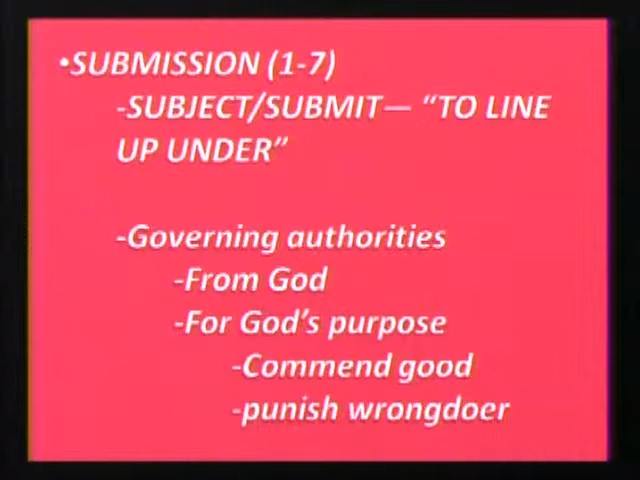 •SUBMISSION (1-7)
-SUBJECT/SUBMIT— “TO LINE
UP UNDER”
-Governing authorities
-From God
-For God’s purpose
-Commend good
-punish wrongdoer